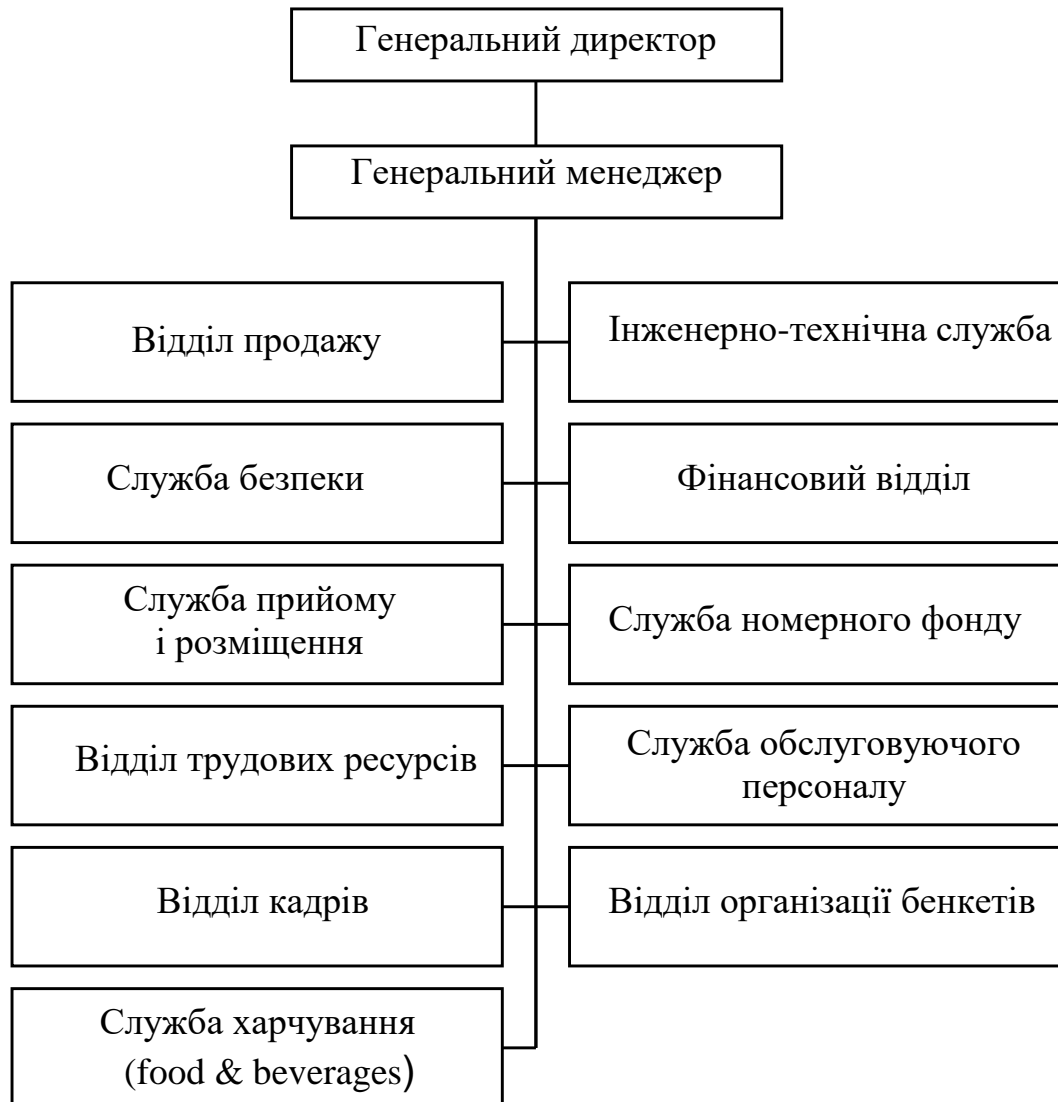 Генеральний директор
Генеральний менеджер
Відділ продажу
Інженерно-технічна служба
Служба безпеки
Фінансовий відділ
Служба прийому
і розміщення
Служба номерного фонду
Відділ трудових ресурсів
Служба обслуговуючого
персоналу
Відділ кадрів
Відділ організації бенкетів
Служба харчування
(food & beverages)